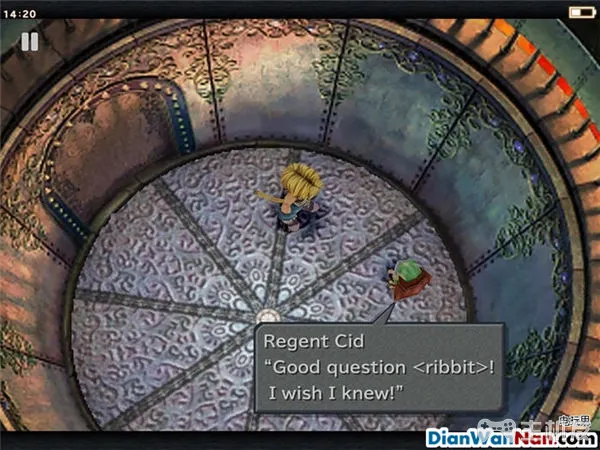 14:20
Regent Cid
“Good question <ribbit>!
I wish I knew!”
DianWanNan.com